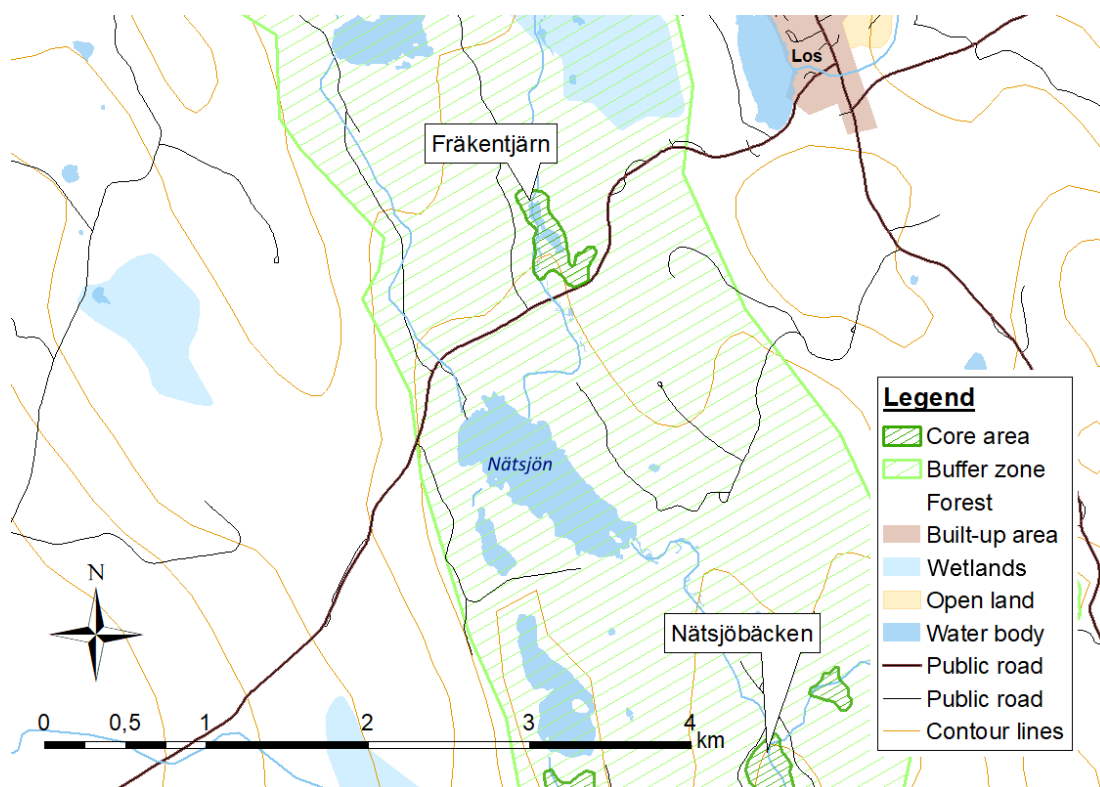 Los
Fräkentjärn
Nätsjön
Nätsjöbäcken
N
0 0,5 1 2 3 4
km
Legend
Core area
Buffer zone
Forest
Built-up area
Wetlands
Open land
Water body
Public road
Public road
Contour lines